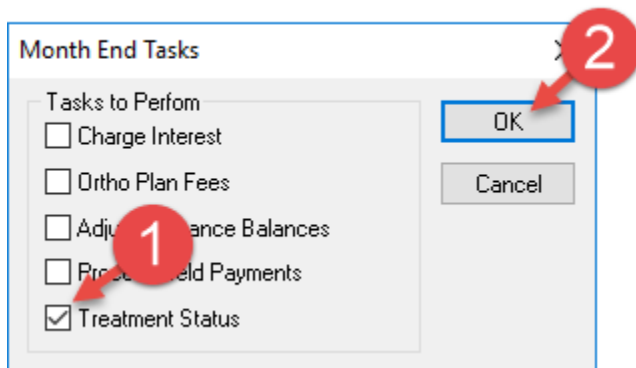 Month End Tasks
2
Tasks to Perfom
Charge Interest
OK
Ortho Plan Fees
Cancel
Balances
1
Payments
Treatment Status